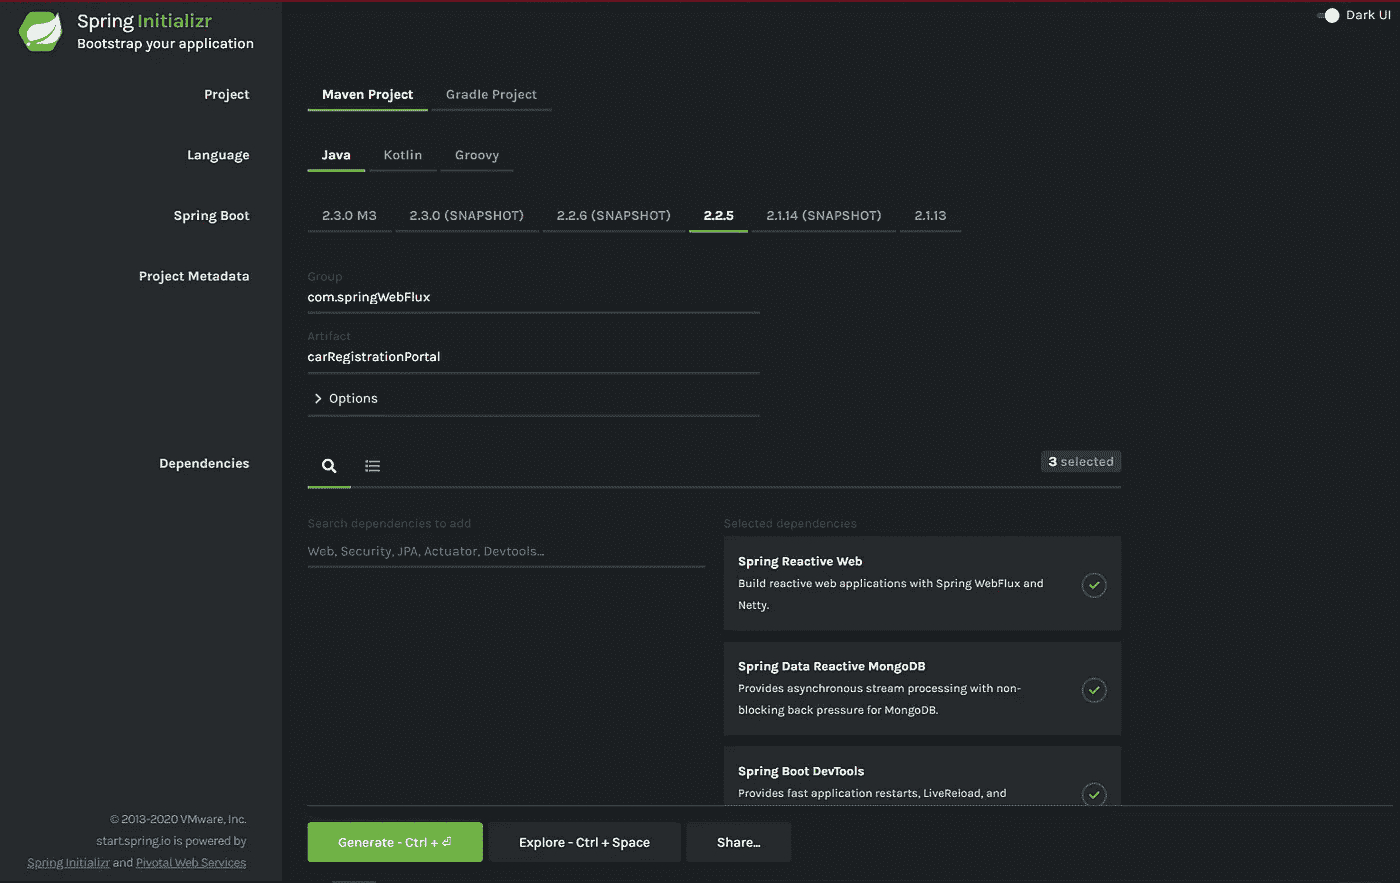 Spring Initializr
Bootstrap your application
Dark UI
Project
Maven Project Gradle Project
Language
Java Kotlin Groovy
Spring Boot
2.3.0 M3 2.3.0 (SNAPSHOT) 2.2.6 (SNAPSHOT) 2.2.5 2.1.14 (SNAPSHOT) 2.1.13
Project Metadata
Group
com.springWebFlux
Artifact
carRegistrationPortal
Options
Dependencies
3 selected
Search dependencies to add
Web, Security, JPA, Actuator, Devtools...
Selected dependencies
Spring Reactive Web
Build reactive web applications with Spring WebFlux and
Netty.
Spring Data Reactive MongoDB
Provides asynchronous stream processing with non-
blocking back pressure for MongoDB.
Spring Boot DevTools
Provides fast application restarts, LiveReload, and
© 2013-2020 VMware, Inc.
start.spring.io is powered by
Spring Initializr and Pivotal Web Services
Generate - Ctrl + ⏎
Explore - Ctrl + Space
Share...